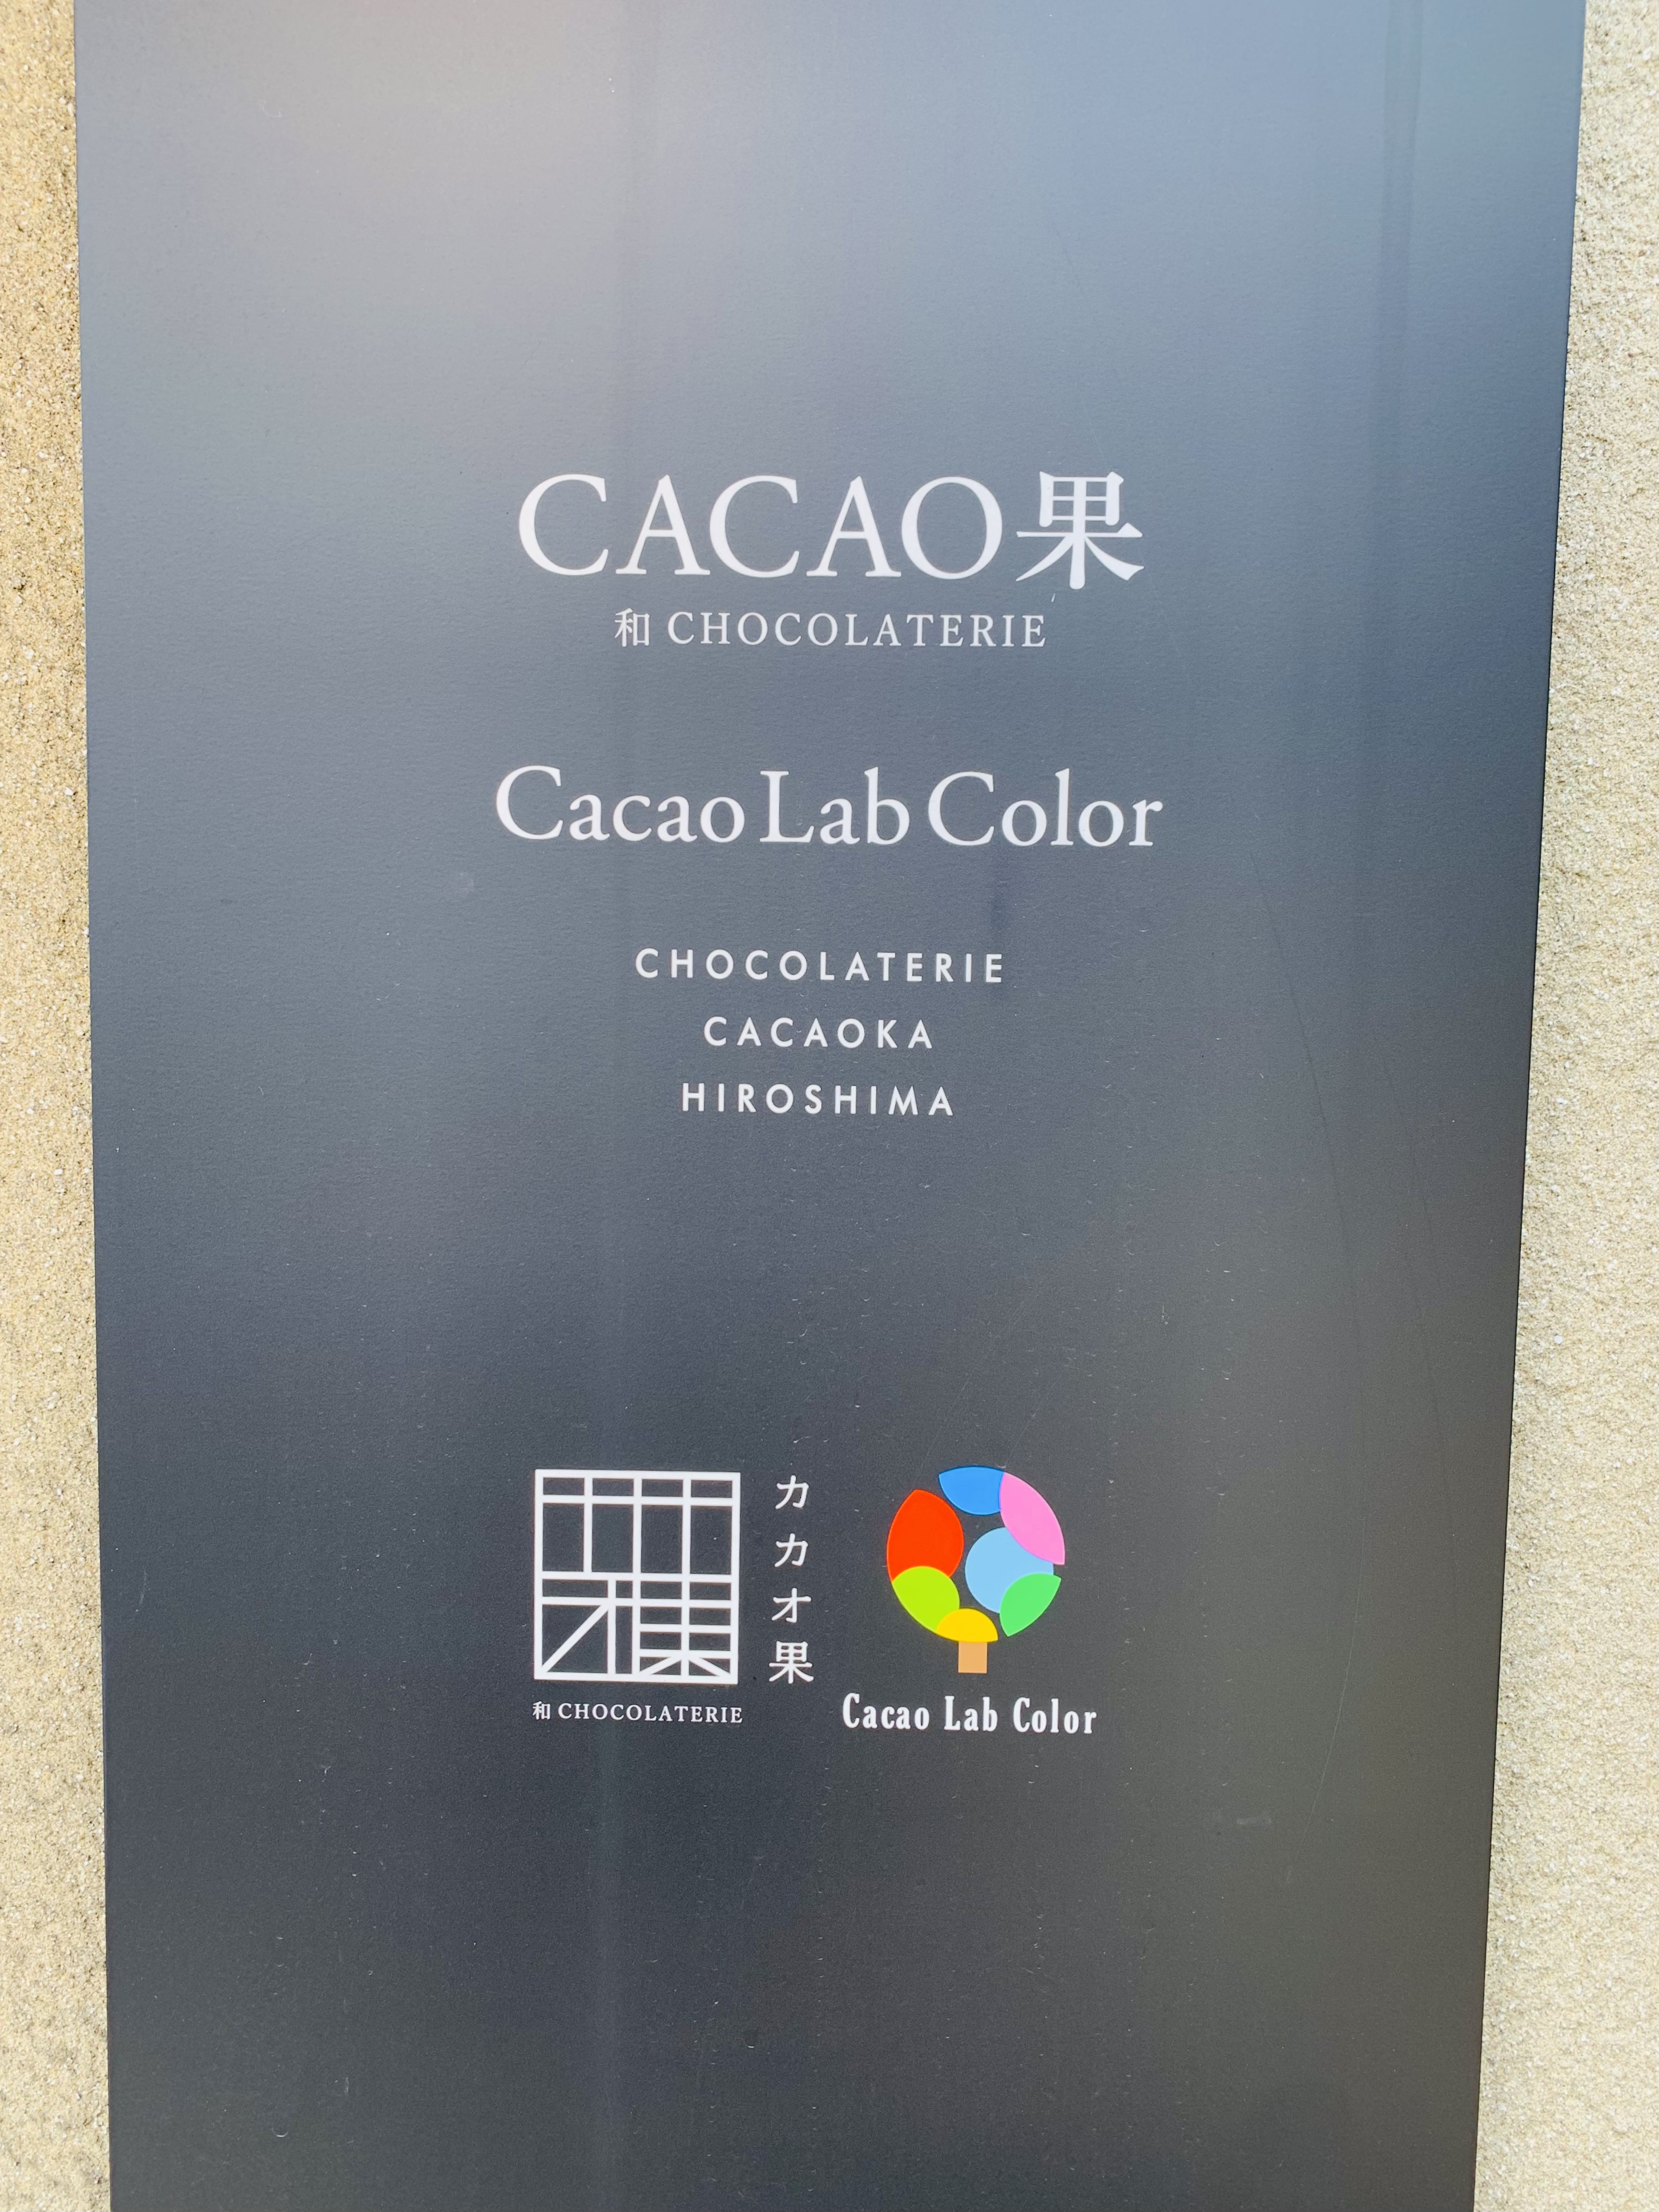 CACAO果
和 CHOCOLATERIE
Cacao Lab Color
CHOCOLATERIE
CACAOKA
HIROSHIMA
カカオ果
和 CHOCOLATERIE
Cacao Lab Color